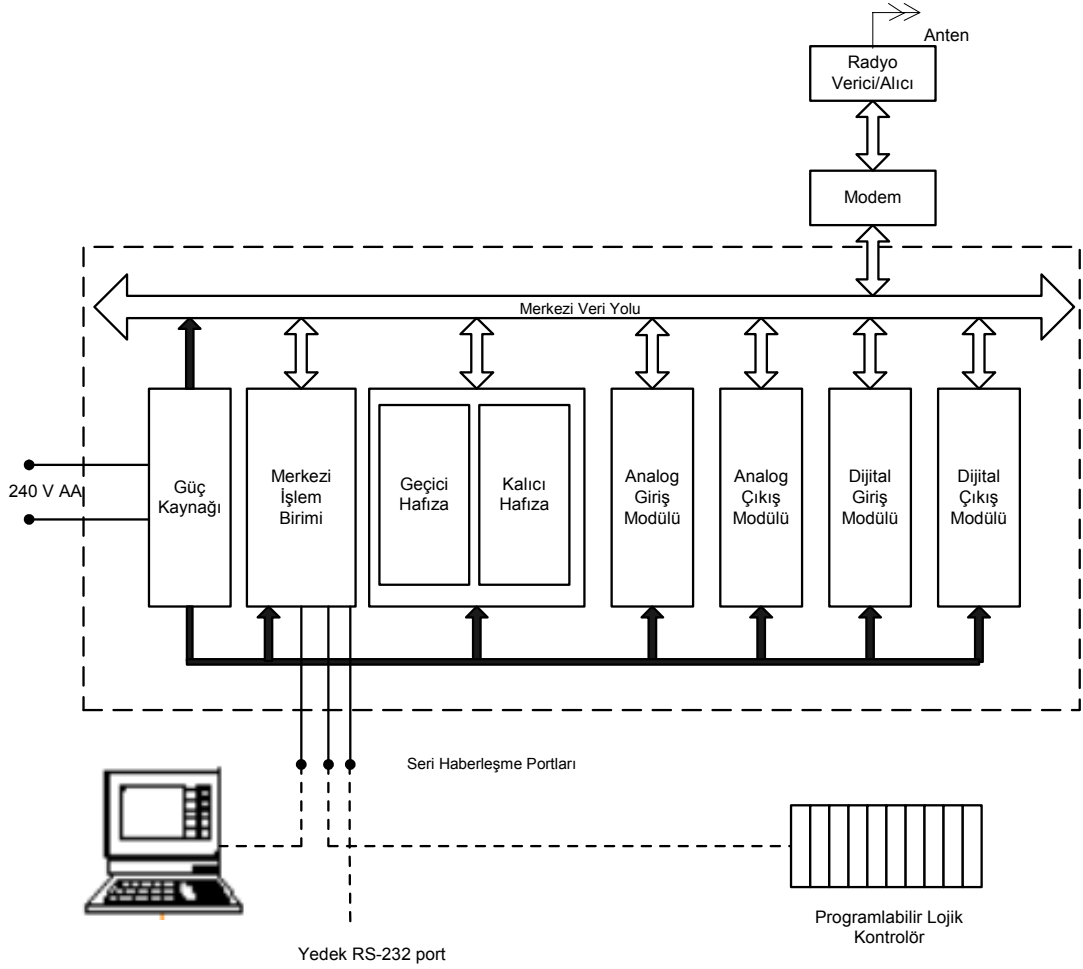 Anten
Radyo
Verici/Alıcı
Modem
Merkezi Veri Yolu
240 V AA
Güç
Kaynağı
Merkezi
İşlem
Birimi
Geçici
Hafıza
Kalıcı
Hafıza
Analog
Giriş
Modülü
Analog
Çıkış
Modülü
Dijital
Giriş
Modülü
Dijital
Çıkış
Modülü
Seri Haberleşme Portları
Programlabilir Lojik
Kontrolör
Yedek RS-232 port